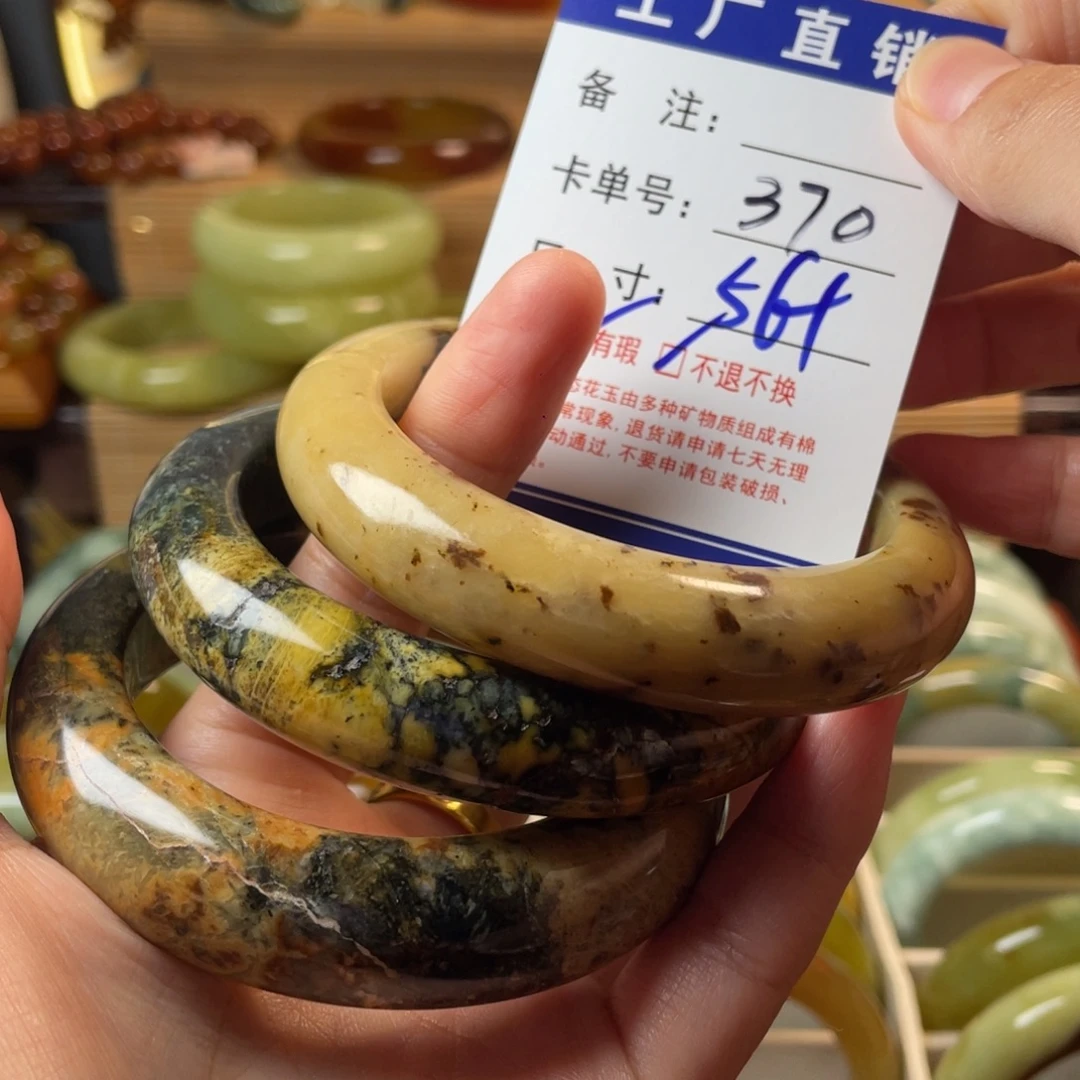 工厂直销
备 注：
卡单号： 370
寸： 56t
有瑕 不退不换
态花玉由多种矿物质组成有棉
常现象，退货请申请七天无理
动通过，不要申请包装破损、